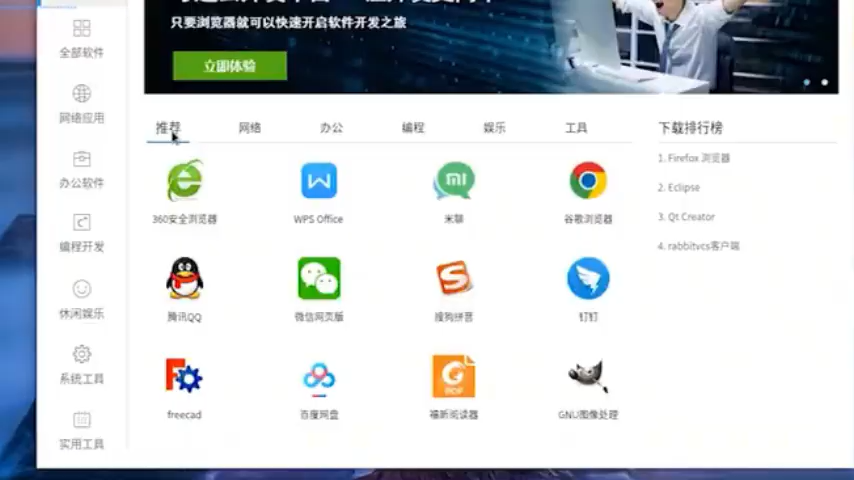 只要浏览器就可以快速开启软件开发之旅
立即体验
全部软件
网络应用
办公软件
编程开发
休闲娱乐
系统工具
实用工具
推荐
网络
办公
编程
娱乐
工具
360安全浏览器
WPS Office
米聊
谷歌浏览器
腾讯QQ
微信网页版
搜狗拼音
钉钉
freecad
百度网盘
PDF
福昕阅读器
GNU图像处理
下载排行榜
1. Firefox 浏览器
2. Eclipse
3. Qt Creator
4. rabbitvcs客户端